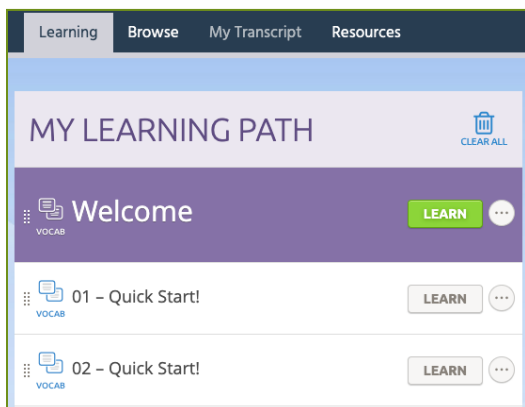 Learning Browse My Transcript Resources
MY LEARNING PATH
CLEAR ALL
Welcome
VOCAB
LEARN
01 – Quick Start!
VOCAB
LEARN
02 – Quick Start!
VOCAB
LEARN